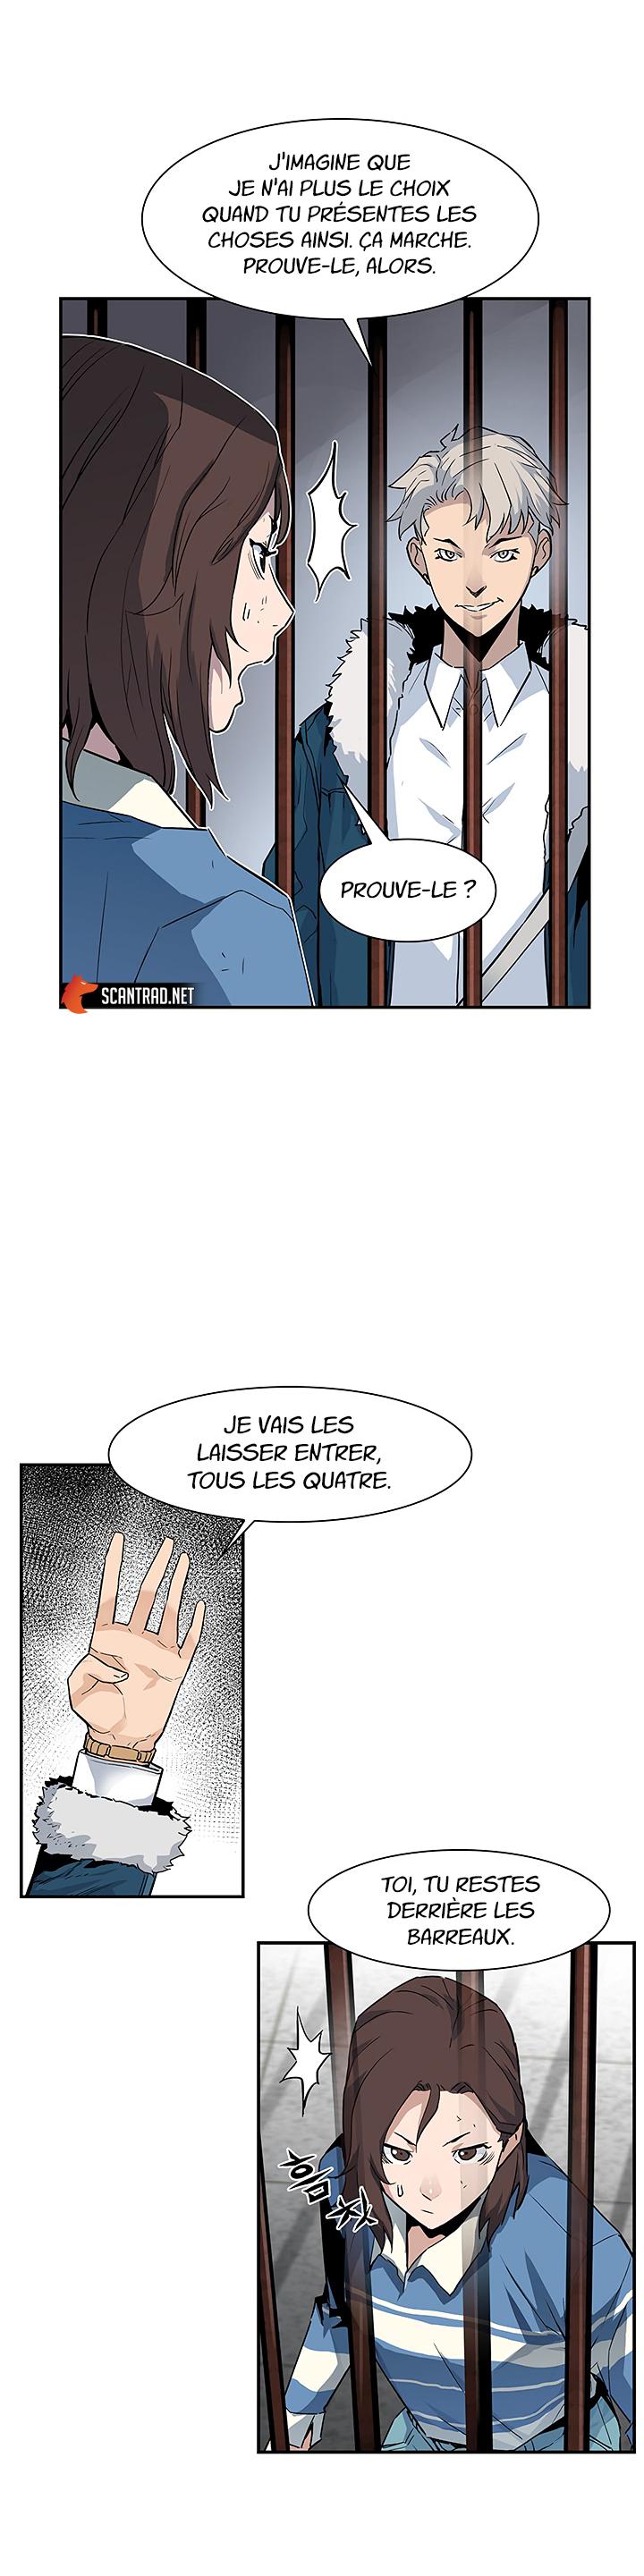 J'IMAGINE QUE
JE N'AI PLUS LE CHOIX
QUAND TU PRÉSENTES LES
CHOSES AINSI. ÇA MARCHE.
PROUVE-LE, ALORS.
PROUVE-LE ?
SCANTRAD.NET
JE VAIS LES
LAISSER ENTRER,
TOUS LES QUATRE.
TOI, TU RESTES
DERRIÈRE LES
BARREAUX.
흠칫